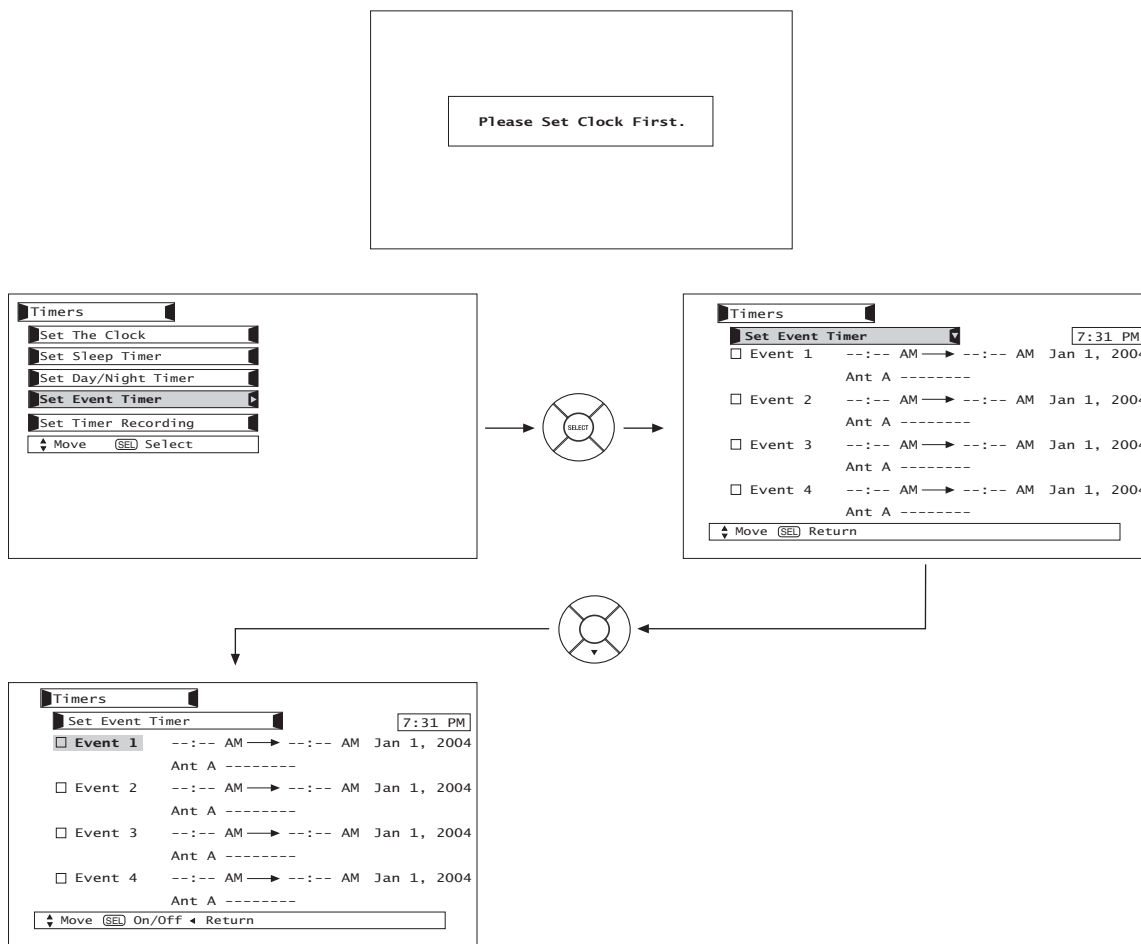 Please Set Clock First.
Timers
Set The Clock
Set Sleep Timer
Set Day/Night Timer
Set Event Timer
Set Timer Recording
Move SEL Select
SELECT
Timers
Set Event Timer 7:31 PM
Event 1 --:-- AM --:-- AM Jan 1, 2004
Ant A --------
Event 2 --:-- AM --:-- AM Jan 1, 2004
Ant A --------
Event 3 --:-- AM --:-- AM Jan 1, 2004
Ant A --------
Event 4 --:-- AM --:-- AM Jan 1, 2004
Ant A --------
Move SEL Return
Timers
Set Event Timer 7:31 PM
Event 1 --:-- AM --:-- AM Jan 1, 2004
Ant A --------
Event 2 --:-- AM --:-- AM Jan 1, 2004
Ant A --------
Event 3 --:-- AM --:-- AM Jan 1, 2004
Ant A --------
Event 4 --:-- AM --:-- AM Jan 1, 2004
Ant A --------
Move SEL On/Off Return